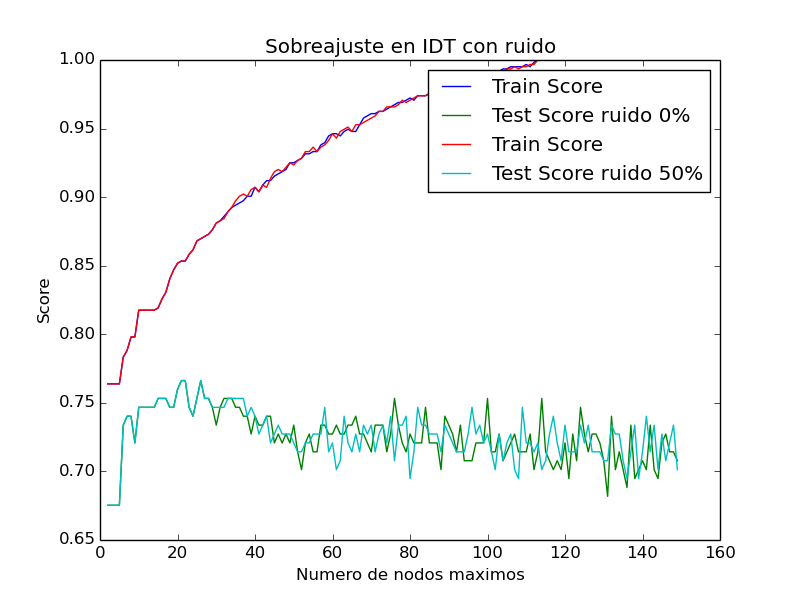 Sobreajuste en IDT con ruido
1.00
0.95
0.90
0.85
0.80
0.75
0.70
0.65
Score
Train Score
Test Score ruido 0%
Train Score
Test Score ruido 50%
0
20
40
60
80
100
120
140
160
Numero de nodos maximos